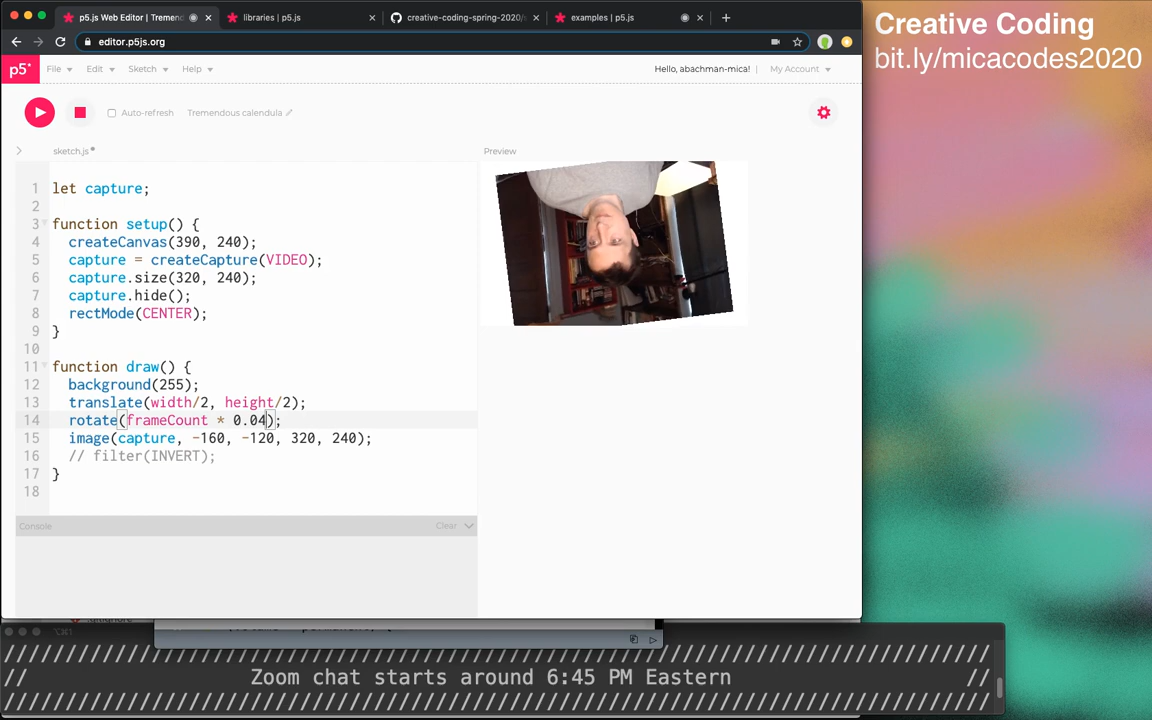 p5.js Web Editor | Tremend
libraries | p5.js
creative-coding-spring-2020/
examples | p5.js
editor.p5js.org
p5*
File
Edit
Sketch
Help
Hello, abachman-mica!
My Account
Auto-refresh
Tremendous calendula
sketch.js
Preview
1 let capture;
2
3 function setup() {
4 createCanvas(390, 240);
5 capture = createCapture(VIDEO);
6 capture.size(320, 240);
7 capture.hide();
8 rectMode(CENTER);
9 }
10
11 function draw() {
12 background(255);
13 translate(width/2, height/2);
14 rotate(frameCount * 0.04);
15 image(capture, -160, -120, 320, 240);
16 // filter(INVERT);
17 }
18
Console
Clear
Creative Coding
bit.ly/micacodes2020
////////////////////////////////////////////////////////////////////////
// Zoom chat starts around 6:45 PM Eastern //
////////////////////////////////////////////////////////////////////////